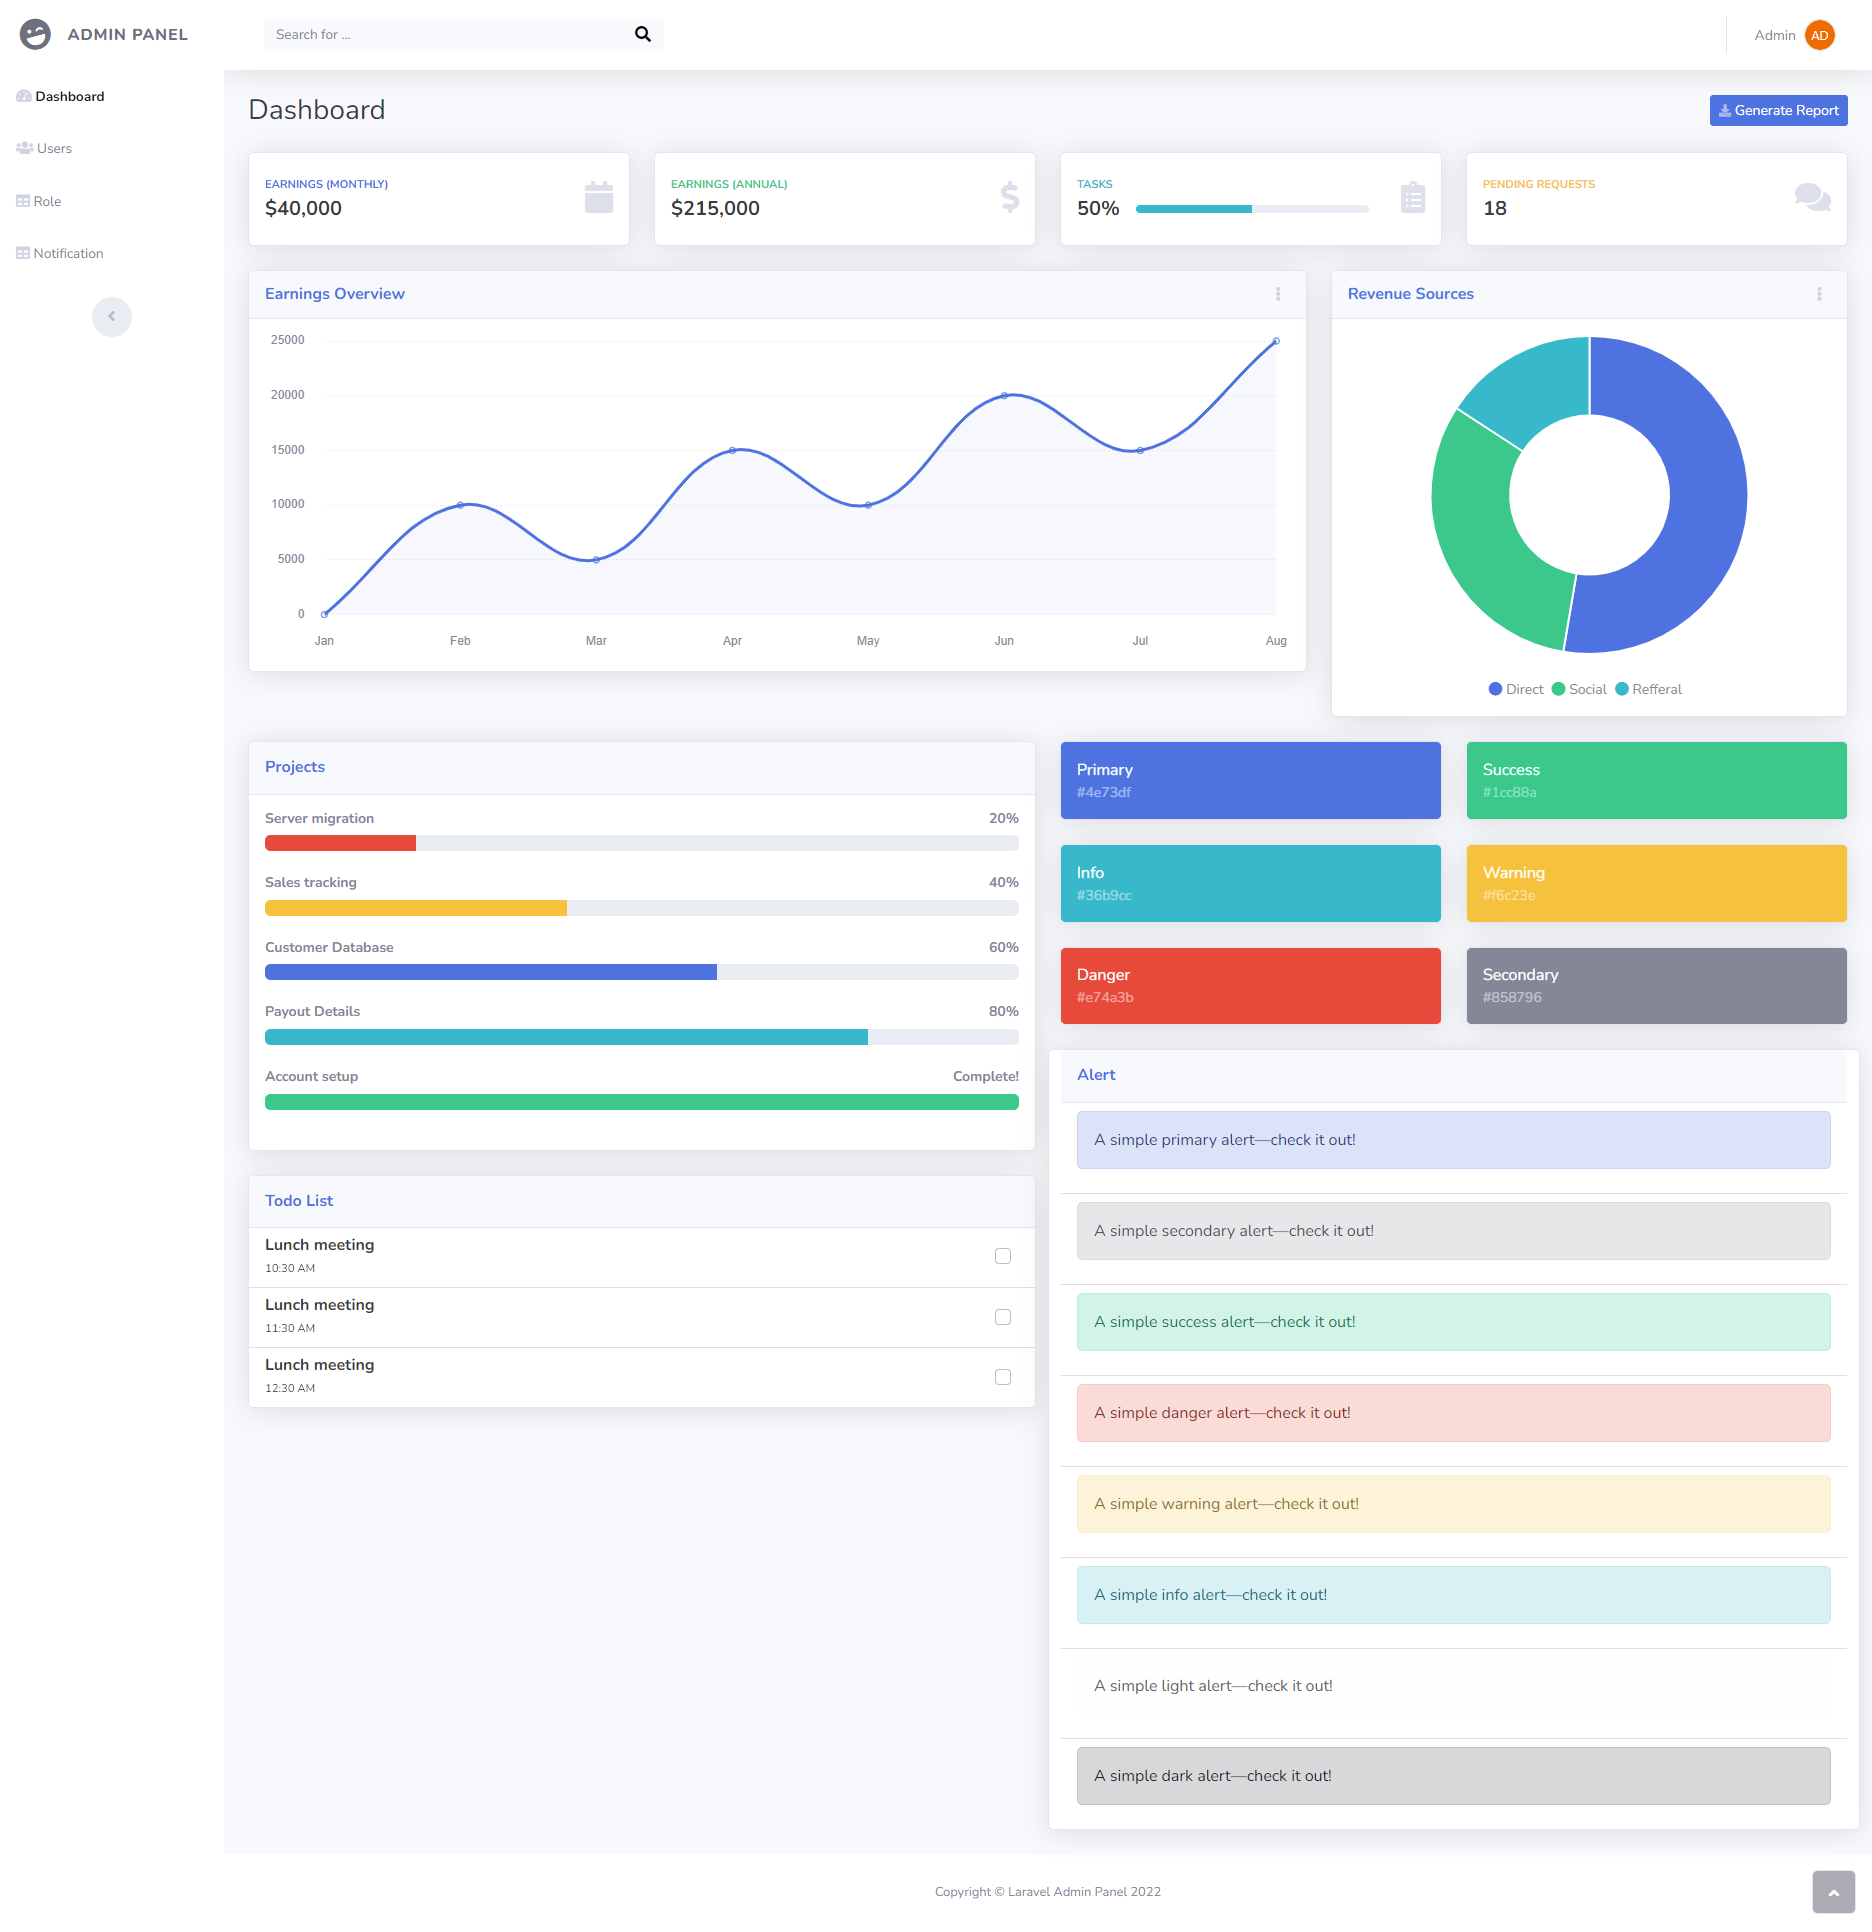 ADMIN PANEL
Search for ...
Admin AD
Dashboard
Users
Role
Notification
Dashboard
Generate Report
EARNINGS (MONTHLY)
$40,000
EARNINGS (ANNUAL)
$215,000
TASKS
50%
PENDING REQUESTS
18
Earnings Overview
25000
20000
15000
10000
5000
0
Jan Feb Mar Apr May Jun Jul Aug
Revenue Sources
Direct Social Refferal
Projects
Server migration 20%
Sales tracking 40%
Customer Database 60%
Payout Details 80%
Account setup Complete!
Todo List
Lunch meeting
10:30 AM
Lunch meeting
11:30 AM
Lunch meeting
12:30 AM
Primary
#4e73df
Success
#1cc88a
Info
#36b9cc
Warning
#f6c23e
Danger
#e74a3b
Secondary
#858796
Alert
A simple primary alert—check it out!
A simple secondary alert—check it out!
A simple success alert—check it out!
A simple danger alert—check it out!
A simple warning alert—check it out!
A simple info alert—check it out!
A simple light alert—check it out!
A simple dark alert—check it out!
Copyright © Laravel Admin Panel 2022